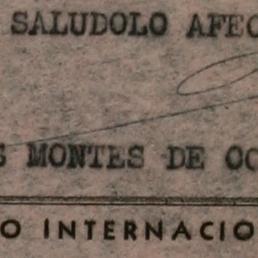 SALUDOLO AFEC
S MONTES DE OC
O INTERNACIO